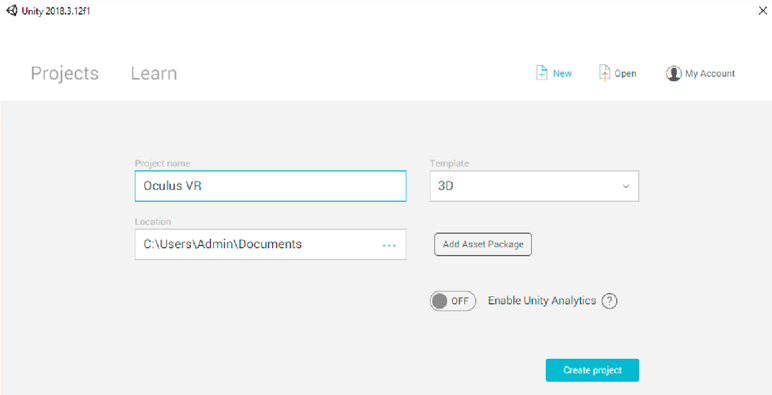 Unity 2018.3.12f1
Projects Learn New Open My Account
Project name Template
Oculus VR 3D
Location
C:\Users\Admin\Documents ... Add Asset Package
OFF Enable Unity Analytics ?
Create project